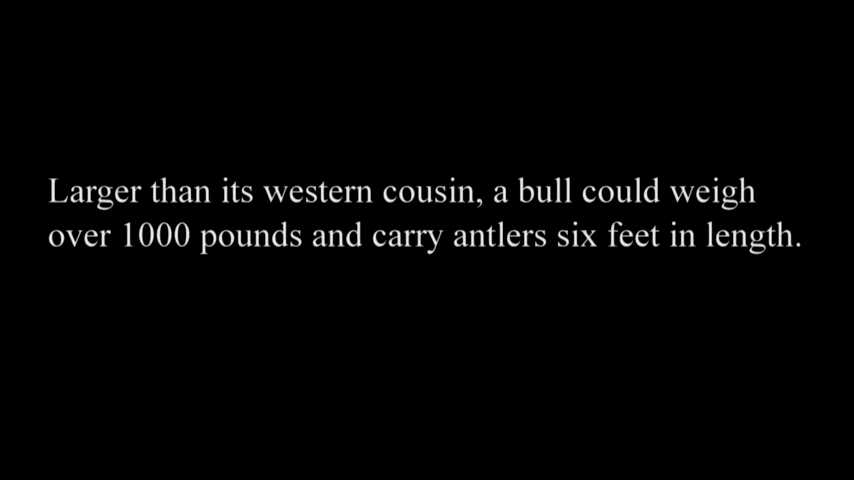 Larger than its western cousin, a bull could weigh
over 1000 pounds and carry antlers six feet in length.